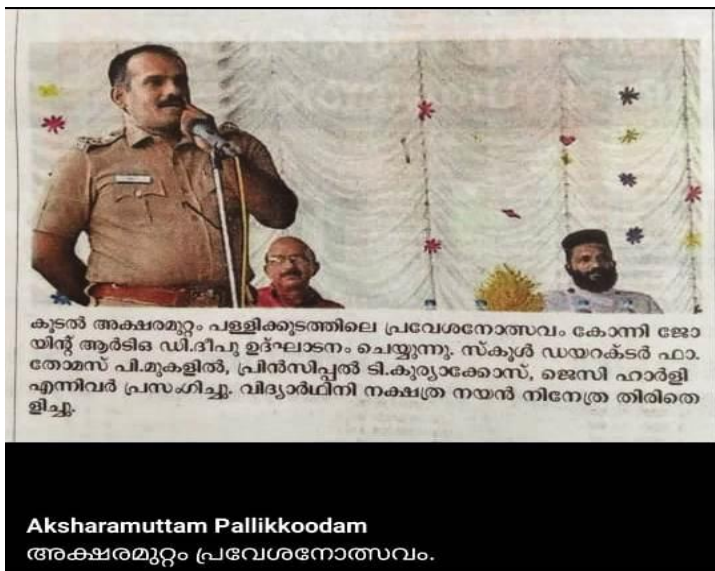 കൂടൽ അക്ഷരമുറ്റം പള്ളിക്കൂടത്തിലെ പ്രവേശനോത്സവം കോന്നി ജോ
യിന്റ് ആർടിഒ ഡി.ദീപു ഉദ്ഘാടനം ചെയ്യുന്നു. സ്കൂൾ ഡയറക്ടർ ഫാ.
തോമസ് പി.മുകളിൽ, പ്രിൻസിപ്പൽ ടി.കുര്യാക്കോസ്, ജെസി ഹാർളി
എന്നിവർ പ്രസംഗിച്ചു. വിദ്യാർഥിനി നക്ഷത്ര നയൻ നിനേത്ര തിരിതെ
ളിച്ചു.
Aksharamuttam Pallikkoodam
അക്ഷരമുറ്റം പ്രവേശനോത്സവം.